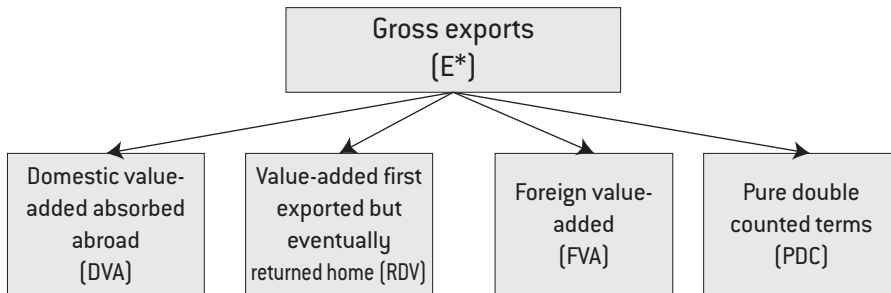 Gross exports
(E*)
Domestic value-
added absorbed
abroad
(DVA)
Value-added first
exported but
eventually
returned home (RDV)
Foreign value-
added
(FVA)
Pure double
counted terms
(PDC)